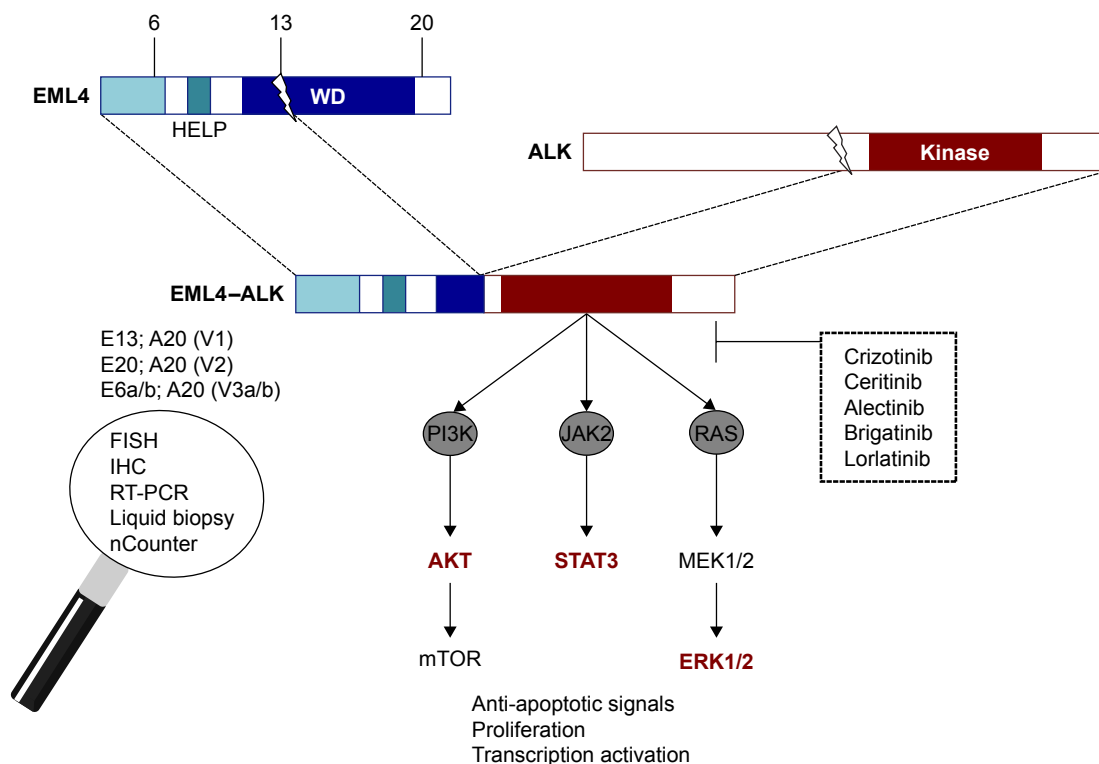 6 13 20
EML4
WD
HELP
ALK
Kinase
EML4–ALK
E13; A20 (V1)
E20; A20 (V2)
E6a/b; A20 (V3a/b)
FISH
IHC
RT-PCR
Liquid biopsy
nCounter
Crizotinib
Ceritinib
Alectinib
Brigatinib
Lorlatinib
PI3K JAK2 RAS
AKT STAT3 MEK1/2
mTOR ERK1/2
Anti-apoptotic signals
Proliferation
Transcription activation